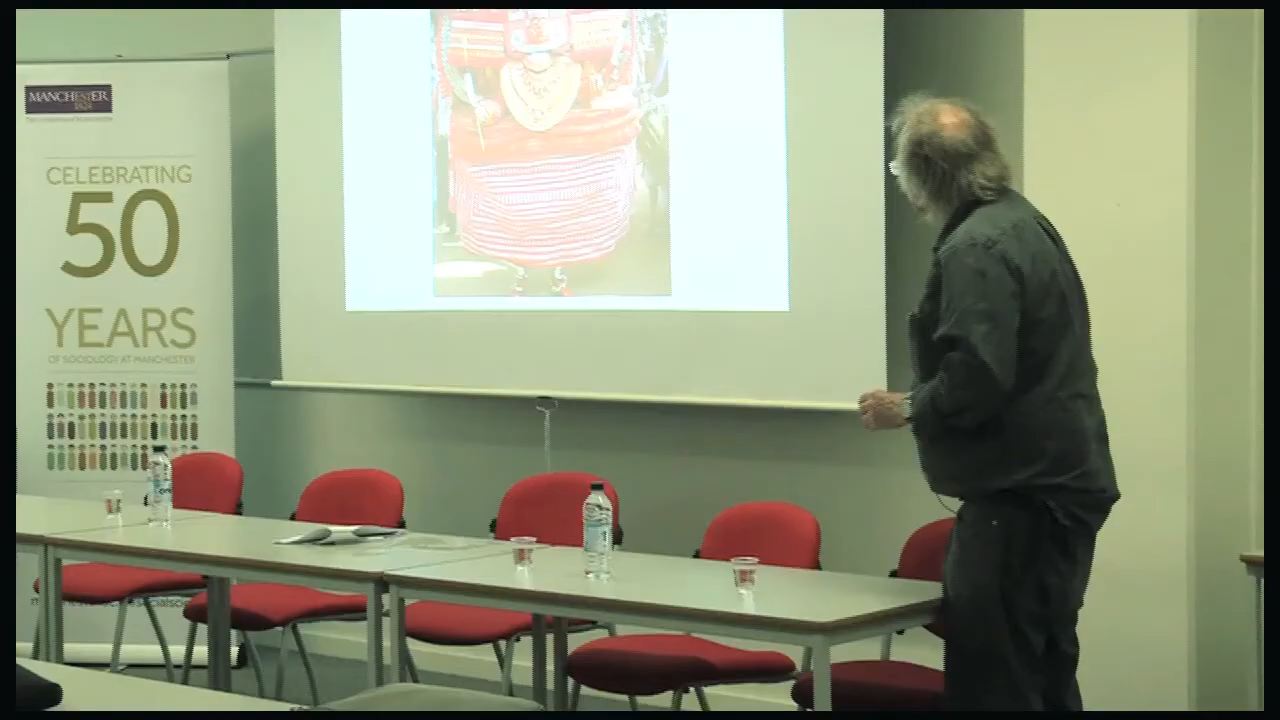 MANCHESTER
1824
CELEBRATING
50
YEARS
OF SOCIOLOGY AT MANCHESTER